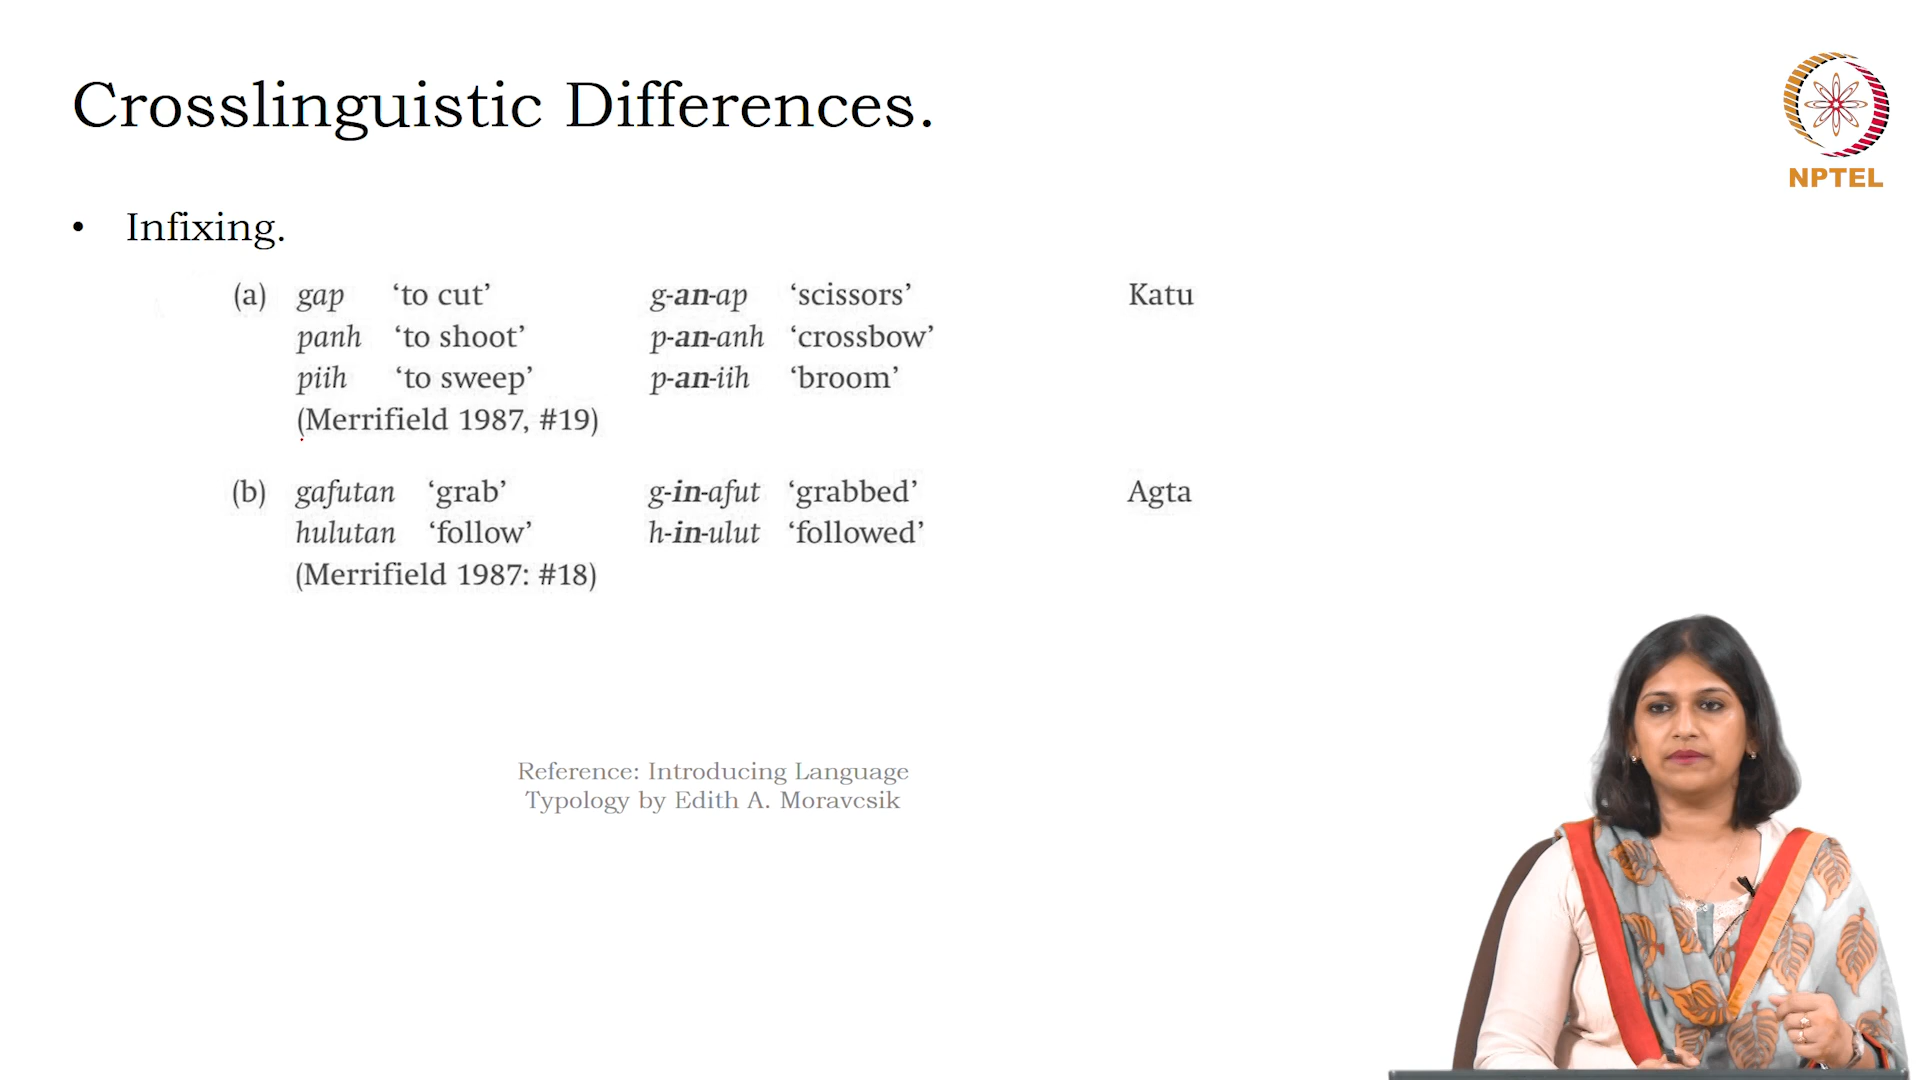 Crosslinguistic Differences.
NPTEL
• Infixing.
(a) gap ‘to cut’ g-an-ap ‘scissors’ Katu
panh ‘to shoot’ p-an-anh ‘crossbow’
piih ‘to sweep’ p-an-iih ‘broom’
(Merrifield 1987, #19)
(b) gafutan ‘grab’ g-in-afut ‘grabbed’ Agta
hulutan ‘follow’ h-in-ulut ‘followed’
(Merrifield 1987: #18)
Reference: Introducing Language
Typology by Edith A. Moravcsik